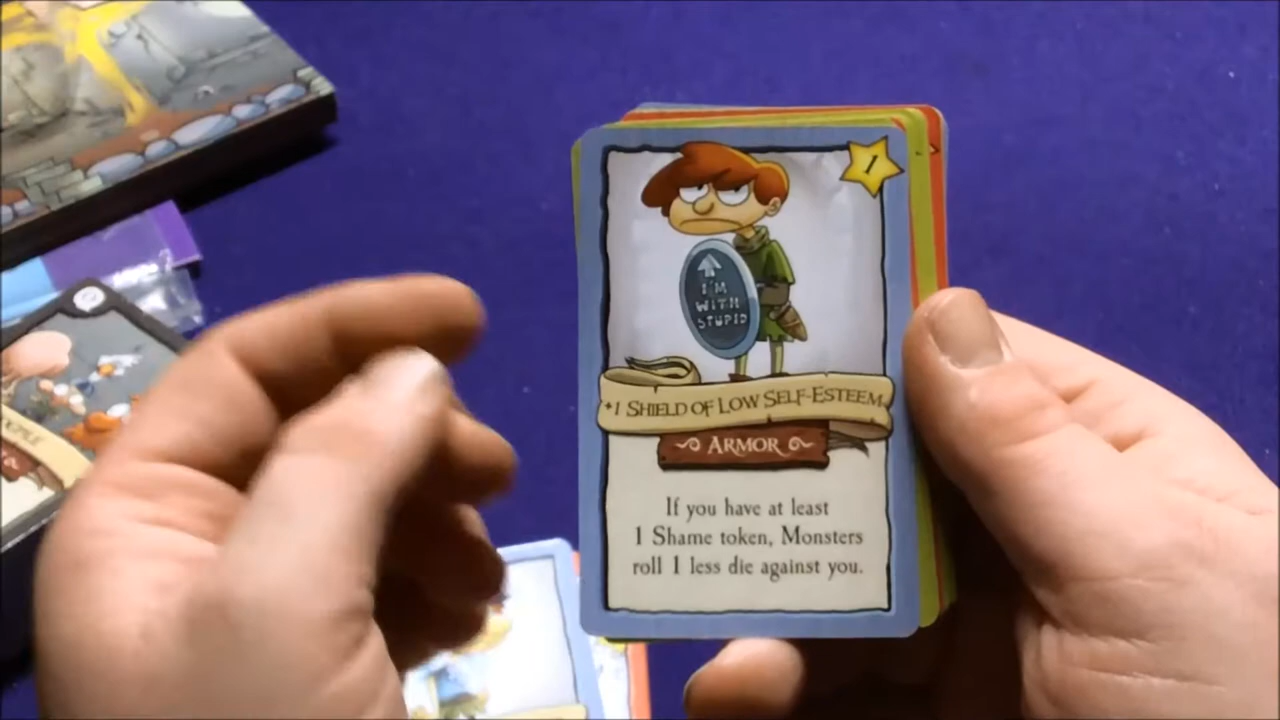 1
I'M
WITH
STUPID
+1 Shield of Low Self-Esteem
Armor
If you have at least
1 Shame token, Monsters
roll 1 less die against you.